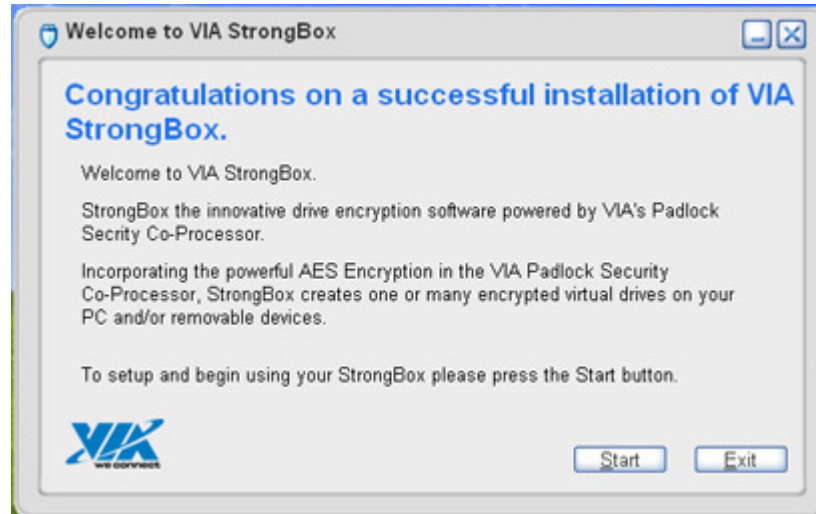 Welcome to VIA StrongBox
Congratulations on a successful installation of VIA
StrongBox.
Welcome to VIA StrongBox.
StrongBox the innovative drive encryption software powered by VIA's Padlock
Secrity Co-Processor.
Incorporating the powerful AES Encryption in the VIA Padlock Security
Co-Processor, StrongBox creates one or many encrypted virtual drives on your
PC and/or removable devices.
To setup and begin using your StrongBox please press the Start button.
VIA
we connect
Start
Exit